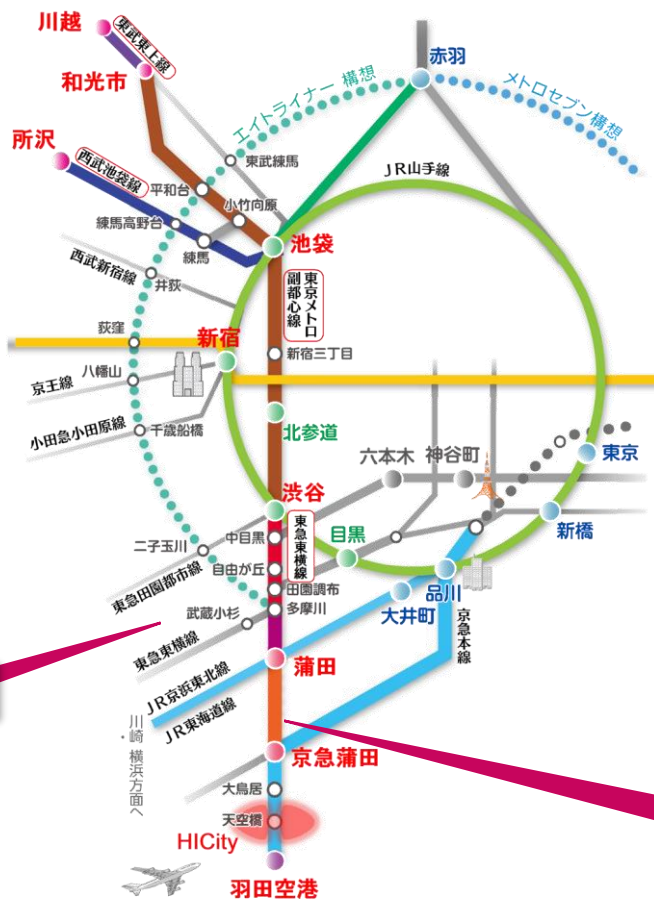 川越
東武東上線
和光市
赤羽
エイトライナー 構想
メトロセブン構想
所沢
西武池袋線
東武練馬
JR山手線
平和台
小竹向原
練馬高野台
練馬
池袋
西武新宿線
井荻
東京メトロ
副都心線
荻窪
新宿
新宿三丁目
八幡山
京王線
千歳船橋
小田急小田原線
北参道
六本木
神谷町
東京
渋谷
新橋
中目黒
東急東横線
目黒
二子玉川
自由が丘
東急田園都市線
田園調布
品川
大井町
武蔵小杉
多摩川
東急東横線
京急本線
蒲田
JR京浜東北線
JR東海道線
川崎・横浜方面へ
京急蒲田
大鳥居
天空橋
HICity
羽田空港